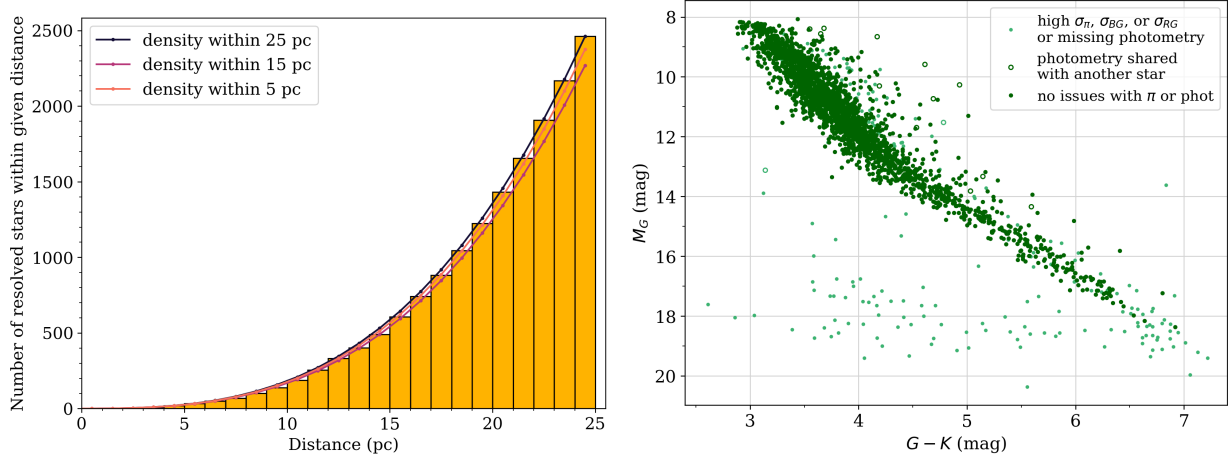 Number of resolved stars within given distance
2500
2000
1500
1000
500
0
density within 25 pc
density within 15 pc
density within 5 pc
0 5 10 15 20 25
Distance (pc)
M_G (mag)
8
10
12
14
16
18
20
high σ_π, σ_BG, or σ_RG
or missing photometry
photometry shared
with another star
no issues with π or phot
3 4 5 6 7
G − K (mag)